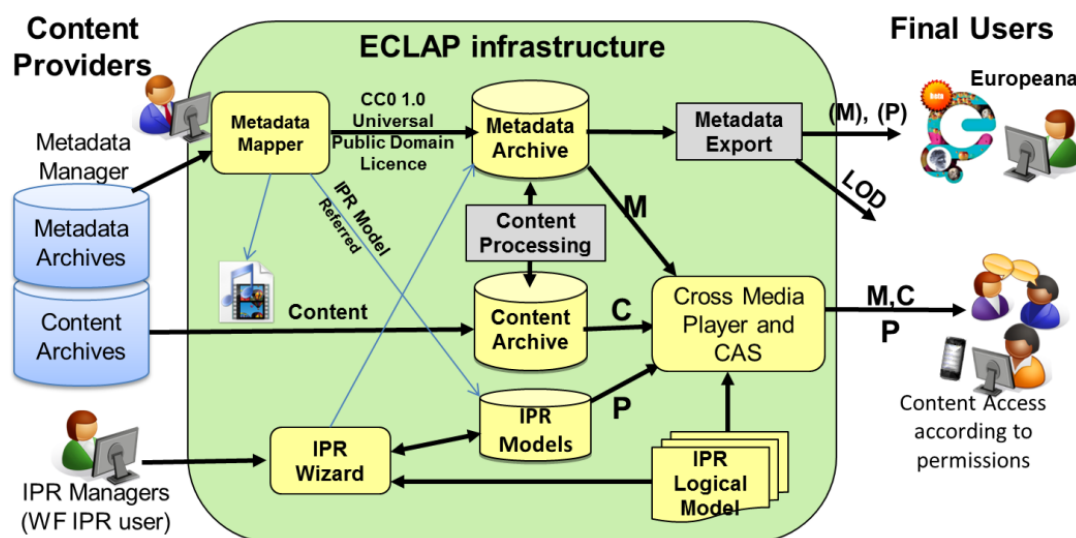 Content
Providers
ECLAP infrastructure
Final Users
Europeana
Metadata
Mapper
CC0 1.0
Universal
Public Domain
Licence
Metadata
Archive
Metadata
Export
(M), (P)
LOD
Metadata
Manager
Metadata
Archives
Content
Archives
IPR Model
Referred
M
Content
Processing
Content
Content
Archive
C
Cross Media
Player and
CAS
M,C
P
P
IPR
Models
IPR
Wizard
IPR
Logical
Model
Content Access
according to
permissions
IPR Managers
(WF IPR user)